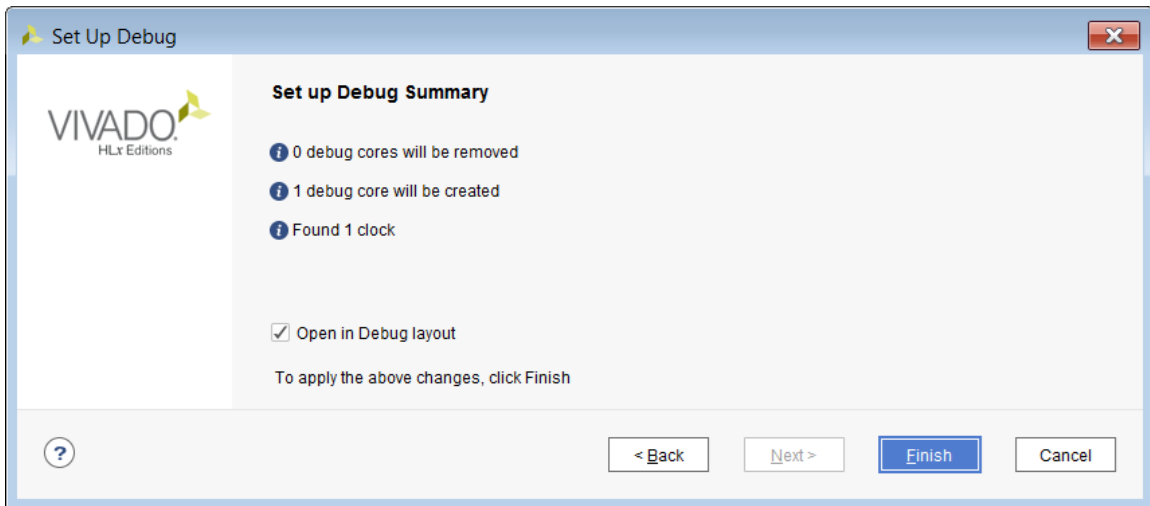 Set Up Debug
VIVADO.
HLx Editions
Set up Debug Summary
i 0 debug cores will be removed
i 1 debug core will be created
i Found 1 clock
Open in Debug layout
To apply the above changes, click Finish
?
< Back
Next >
Finish
Cancel